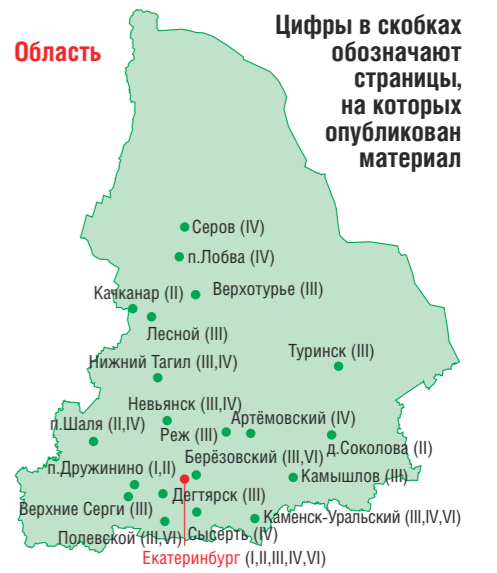 Область
Цифры в скобках
обозначают
страницы,
на которых
опубликован
материал
Серов (IV)
п.Лобва (IV)
Верхотурье (III)
Качканар (II)
Лесной (III)
Туринск (III)
Нижний Тагил (III,IV)
Невьянск (III,IV)
п.Шаля (II,IV)
Артёмовский (IV)
Реж (III)
д.Соколова (II)
Берёзовский (III,VI)
п.Дружинино (I,II)
Камышлов (III)
Дегтярск (III)
Верхние Серги (III)
Каменск-Уральский (III,IV,VI)
Полевской (III,VI)
Сысерть (IV)
Екатеринбург (I,II,III,IV,VI)